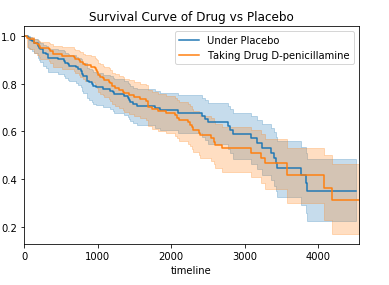 Survival Curve of Drug vs Placebo
Under Placebo
Taking Drug D-penicillamine
1.0
0.8
0.6
0.4
0.2
0
1000
2000
3000
4000
timeline